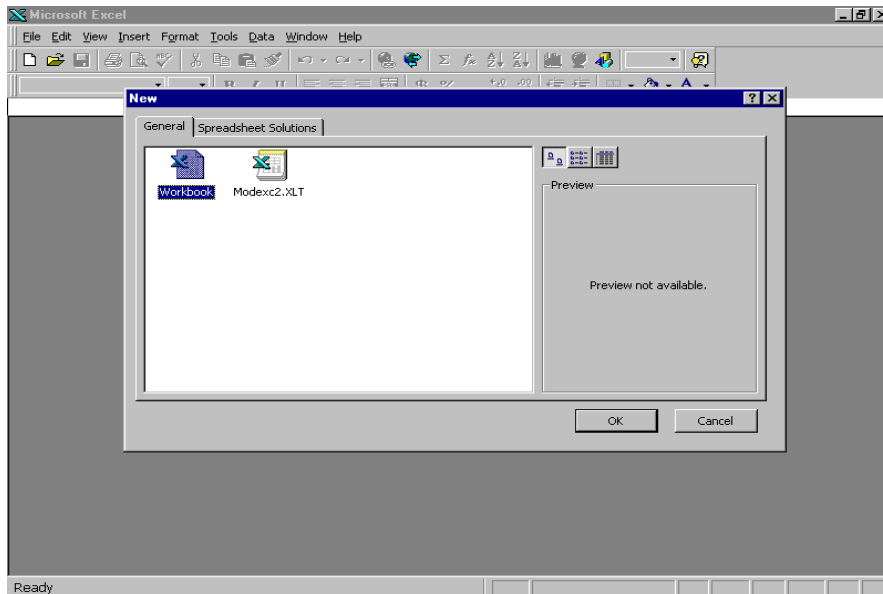 Microsoft Excel
File Edit View Insert Format Tools Data Window Help
New
General Spreadsheet Solutions
Workbook Modexc2.XLT
Preview
Preview not available.
OK Cancel
Ready